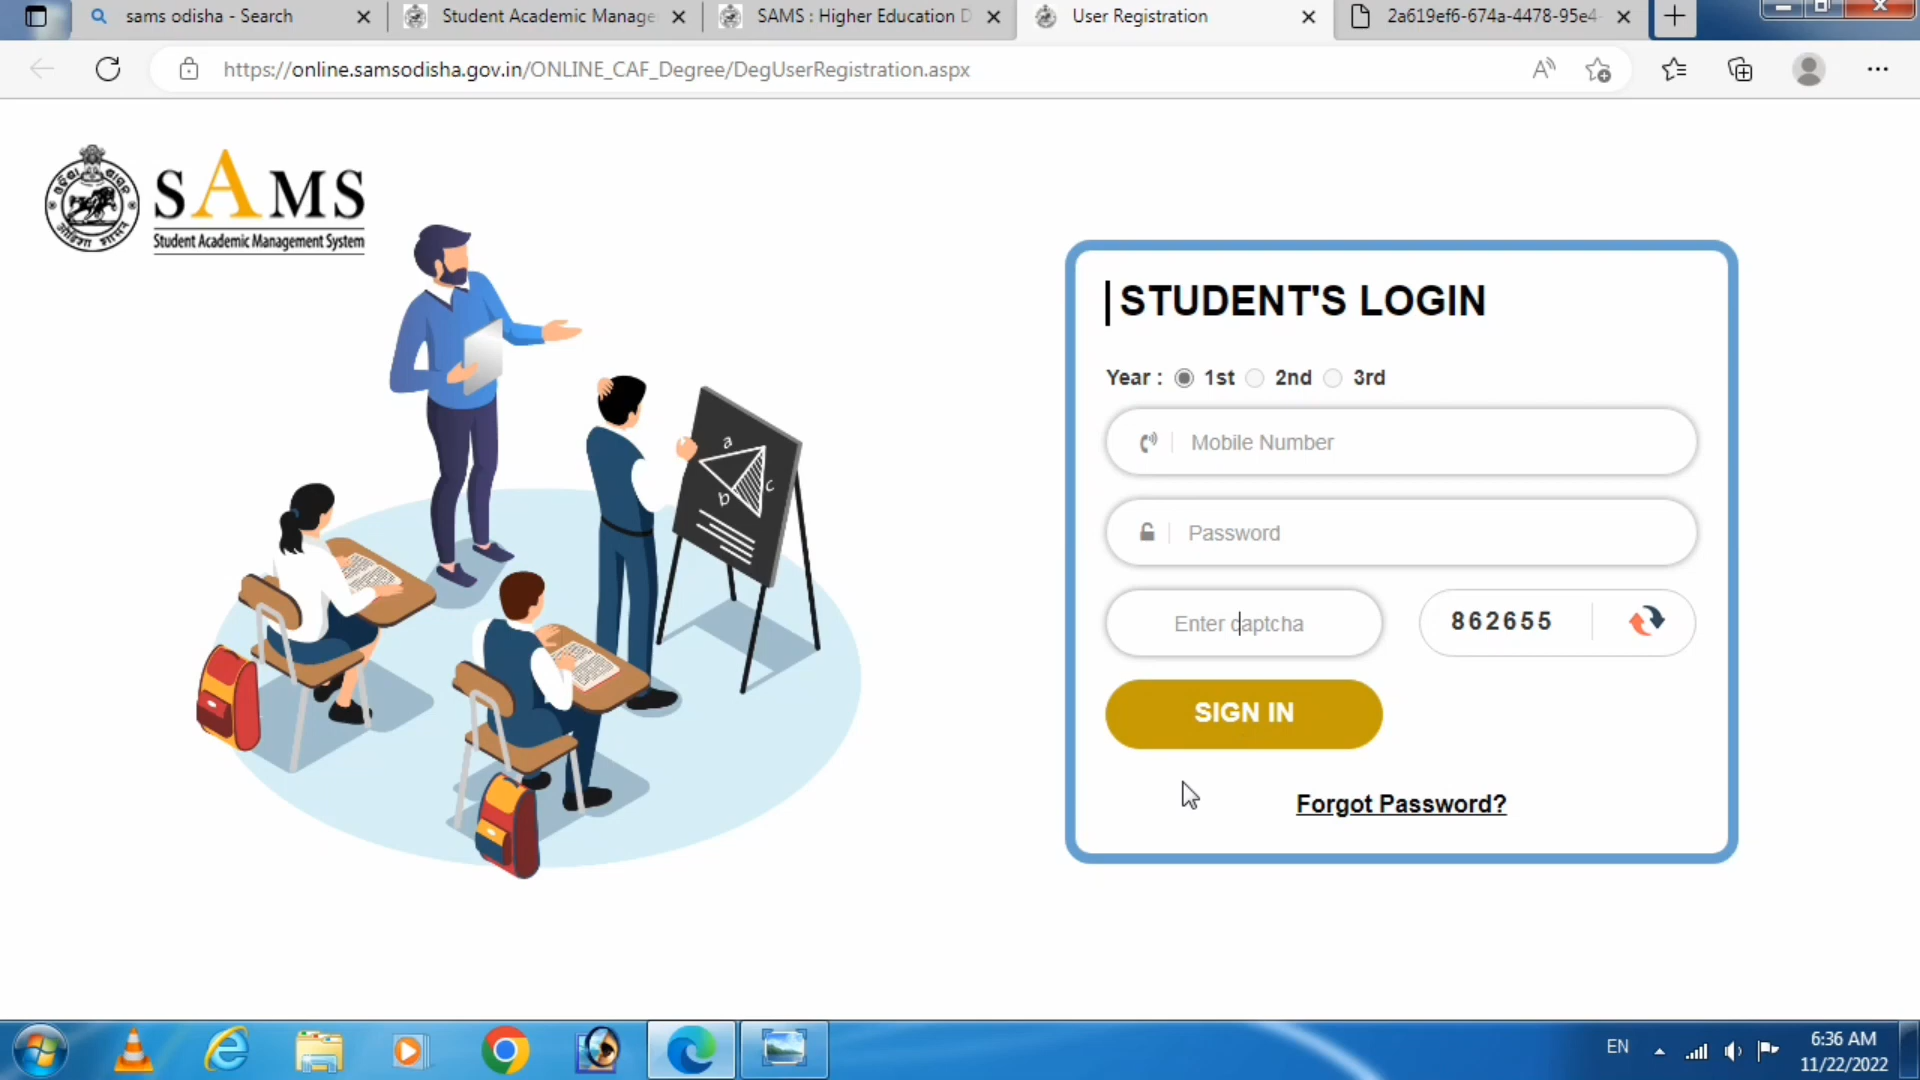 sams odisha - Search
Student Academic Manage
SAMS : Higher Education D
User Registration
2a619ef6-674a-4478-95e4-
https://online.samsodisha.gov.in/ONLINE_CAF_Degree/DegUserRegistration.aspx
SAMS
Student Academic Management System
a
b
c
STUDENT'S LOGIN
Year : 1st 2nd 3rd
Mobile Number
Password
Enter captcha
862655
SIGN IN
Forgot Password?
EN
6:36 AM
11/22/2022